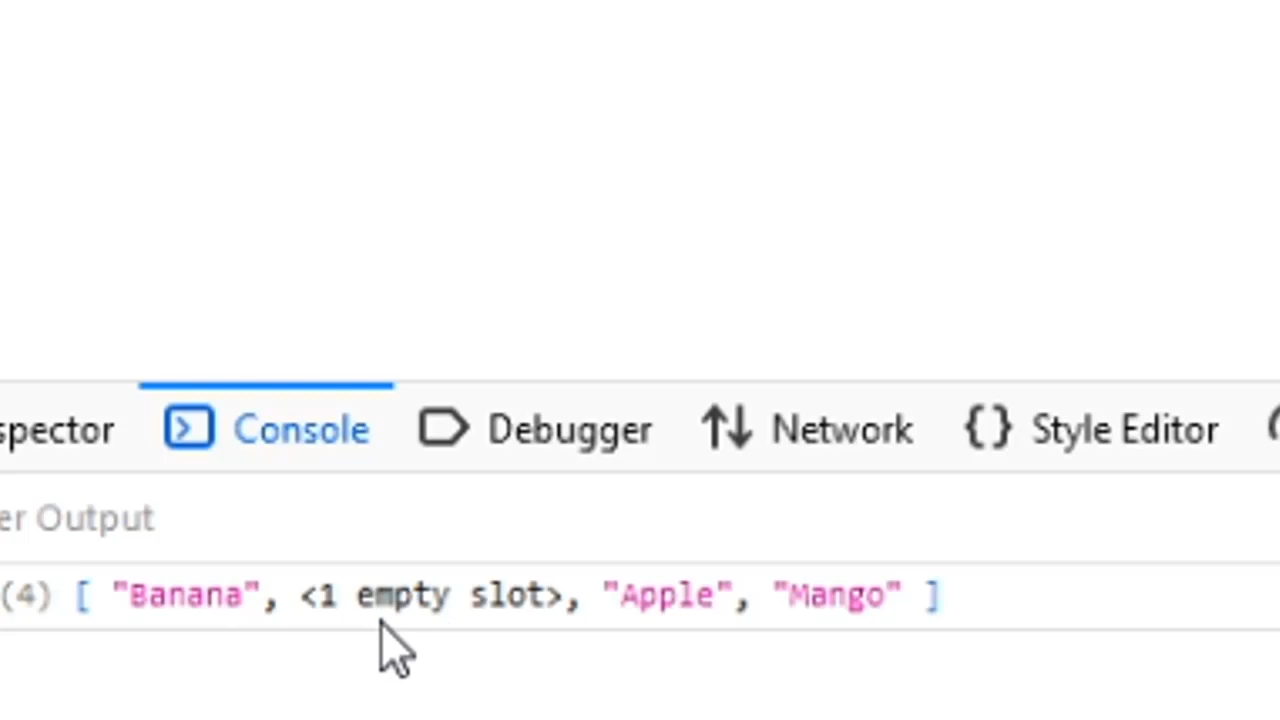 spector Console Debugger Network {} Style Editor
er Output
(4) [ "Banana", <1 empty slot>, "Apple", "Mango" ]